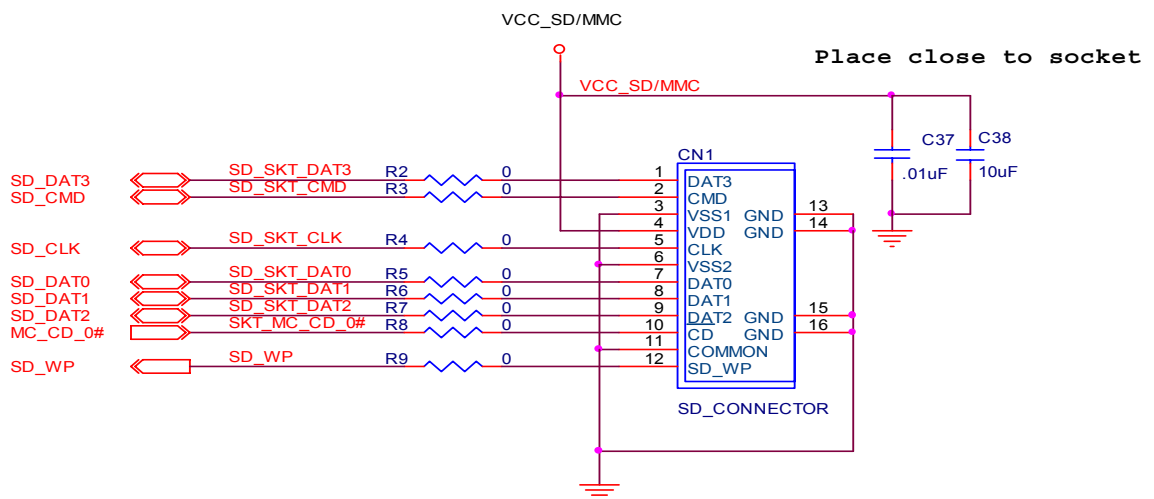 VCC_SD/MMC
Place close to socket
VCC_SD/MMC
C37
C38
.01uF
10uF
CN1
SD_DAT3 SD_SKT_DAT3 R2 0 1 DAT3
SD_CMD SD_SKT_CMD R3 0 2 CMD
3 VSS1 GND 13
4 VDD GND 14
SD_CLK SD_SKT_CLK R4 0 5 CLK
6 VSS2
SD_DAT0 SD_SKT_DAT0 R5 0 7 DAT0
SD_DAT1 SD_SKT_DAT1 R6 0 8 DAT1
SD_DAT2 SD_SKT_DAT2 R7 0 9 DAT2 GND 15
MC_CD_0# SKT_MC_CD_0# R8 0 10 CD GND 16
11 COMMON
SD_WP SD_WP R9 0 12 SD_WP
SD_CONNECTOR